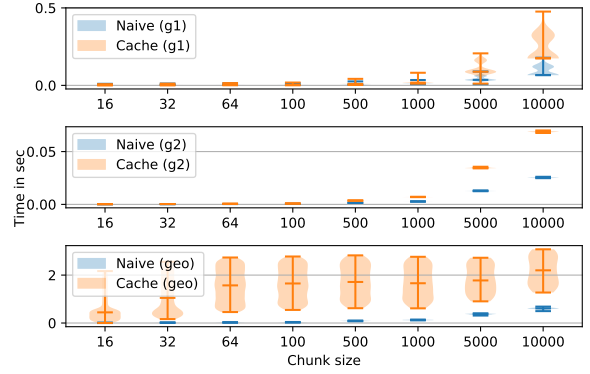 0.5
0.0
Naive (g1)
Cache (g1)
16 32 64 100 500 1000 5000 10000
Time in sec
0.05
0.00
Naive (g2)
Cache (g2)
16 32 64 100 500 1000 5000 10000
2
0
Naive (geo)
Cache (geo)
16 32 64 100 500 1000 5000 10000
Chunk size